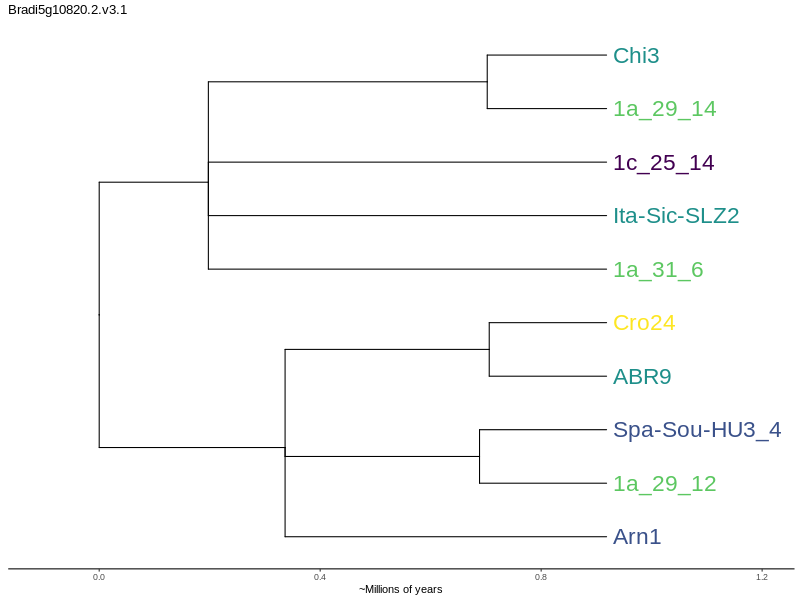 Bradi5g10820.2.v3.1
Chi3
1a_29_14
1c_25_14
Ita-Sic-SLZ2
1a_31_6
Cro24
ABR9
Spa-Sou-HU3_4
1a_29_12
Arn1
0.0 0.4 0.8 1.2
~Millions of years